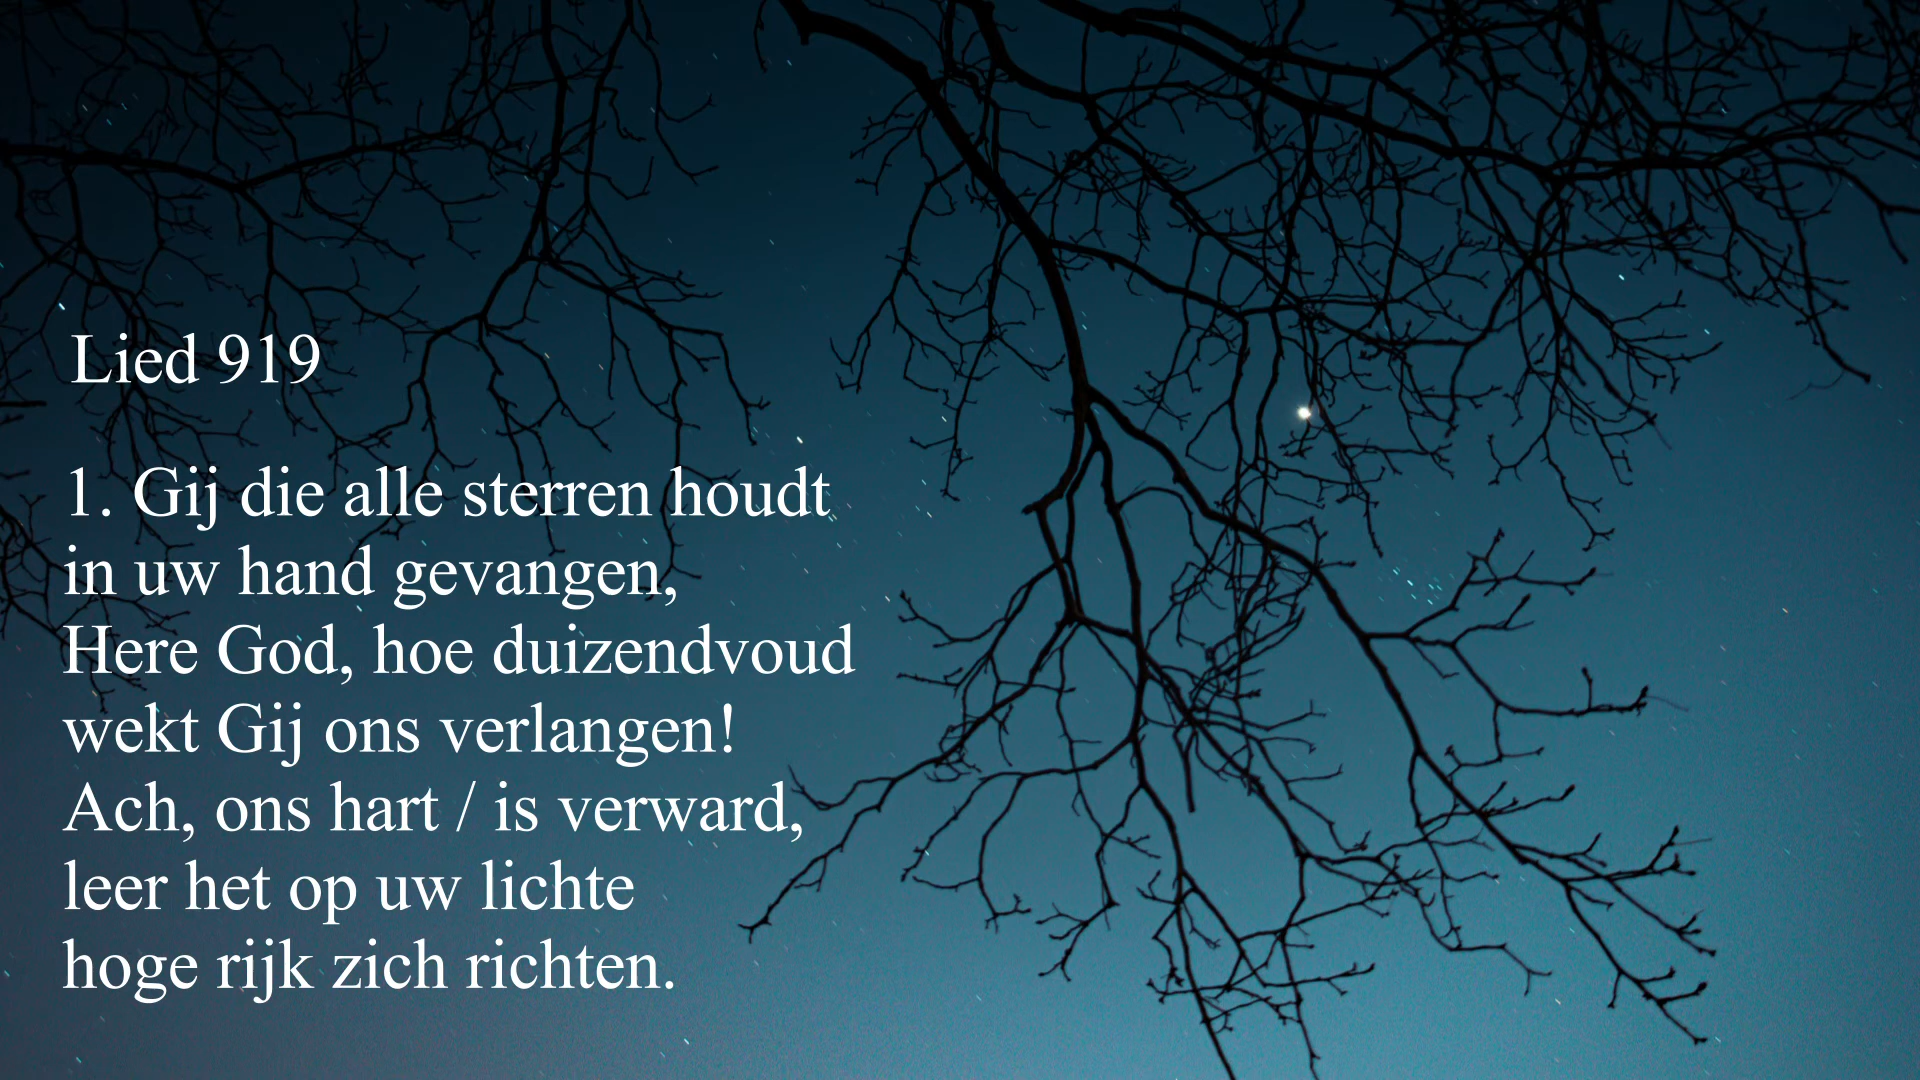 Lied 919
1. Gij die alle sterren houdt
in uw hand gevangen,
Here God, hoe duizendvoud
wekt Gij ons verlangen!
Ach, ons hart / is verward,
leer het op uw lichte
hoge rijk zich richten.